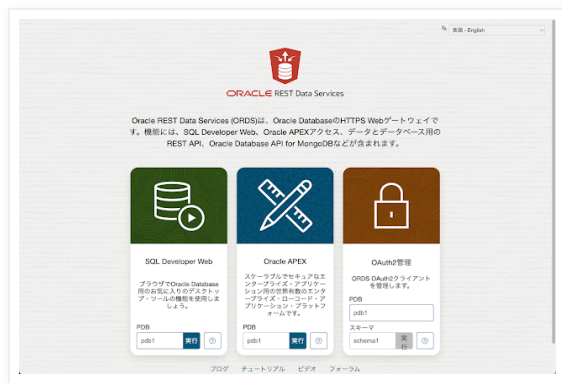 英語 - English
ORACLE REST Data Services
Oracle REST Data Services (ORDS)は、Oracle DatabaseのHTTPS Webゲートウェイで
す。機能には、SQL Developer Web、Oracle APEXアクセス、データとデータベース用の
REST API、Oracle Database API for MongoDBなどが含まれます。
SQL Developer Web
ブラウザでOracle Database
用のお気に入りのデスクトッ
プ・ツールの機能を使用しま
しょう。
PDB
pdb1
実行
Oracle APEX
スケーラブルでセキュアなエ
ンタープライズ・アプリケー
ション用の世界有数のエンタ
ープライズ・ローコード・ア
プリケーション・プラットフ
ォームです。
PDB
pdb1
実行
OAuth2管理
ORDS OAuth2クライアント
を管理します。
PDB
pdb1
スキーマ
schema1
実
行
ブログ チュートリアル ビデオ フォーラム